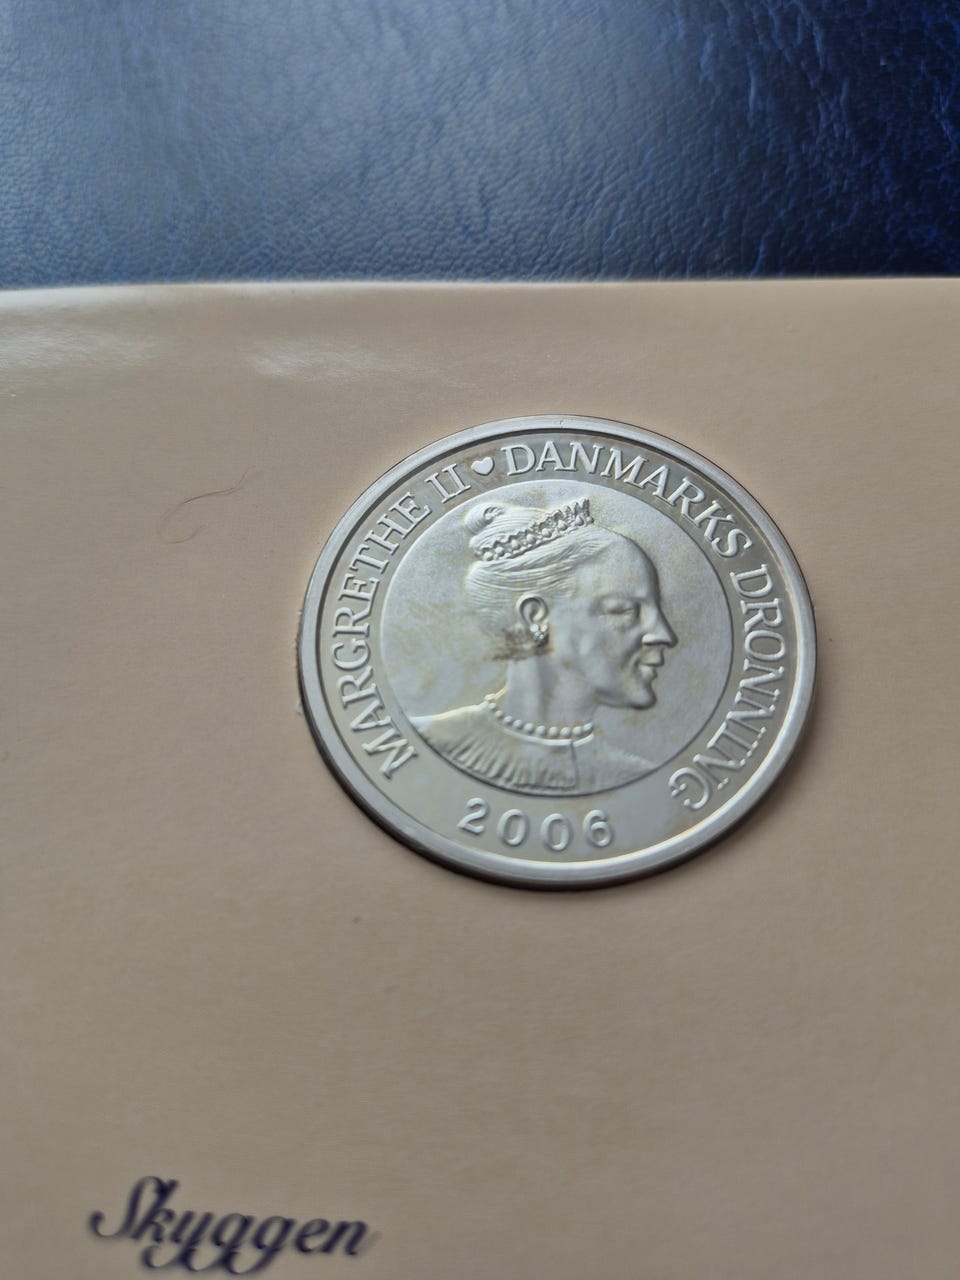 MARGRETHE II ♥ DANMARKS DRONNING
2006
Skyggen